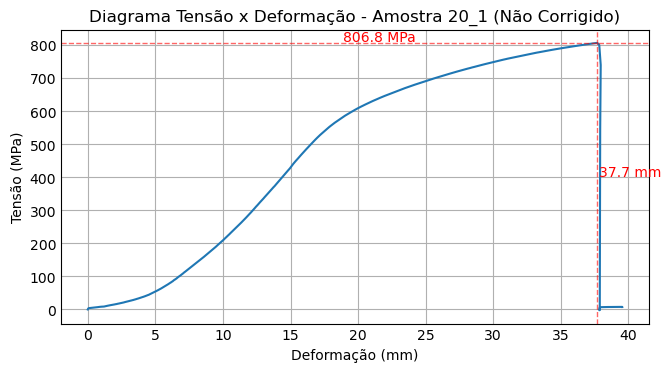 Diagrama Tensão x Deformação - Amostra 20_1 (Não Corrigido)
806.8 MPa
800
700
600
500
400
300
200
100
0
Tensão (MPa)
37.7 mm
0 5 10 15 20 25 30 35 40
Deformação (mm)